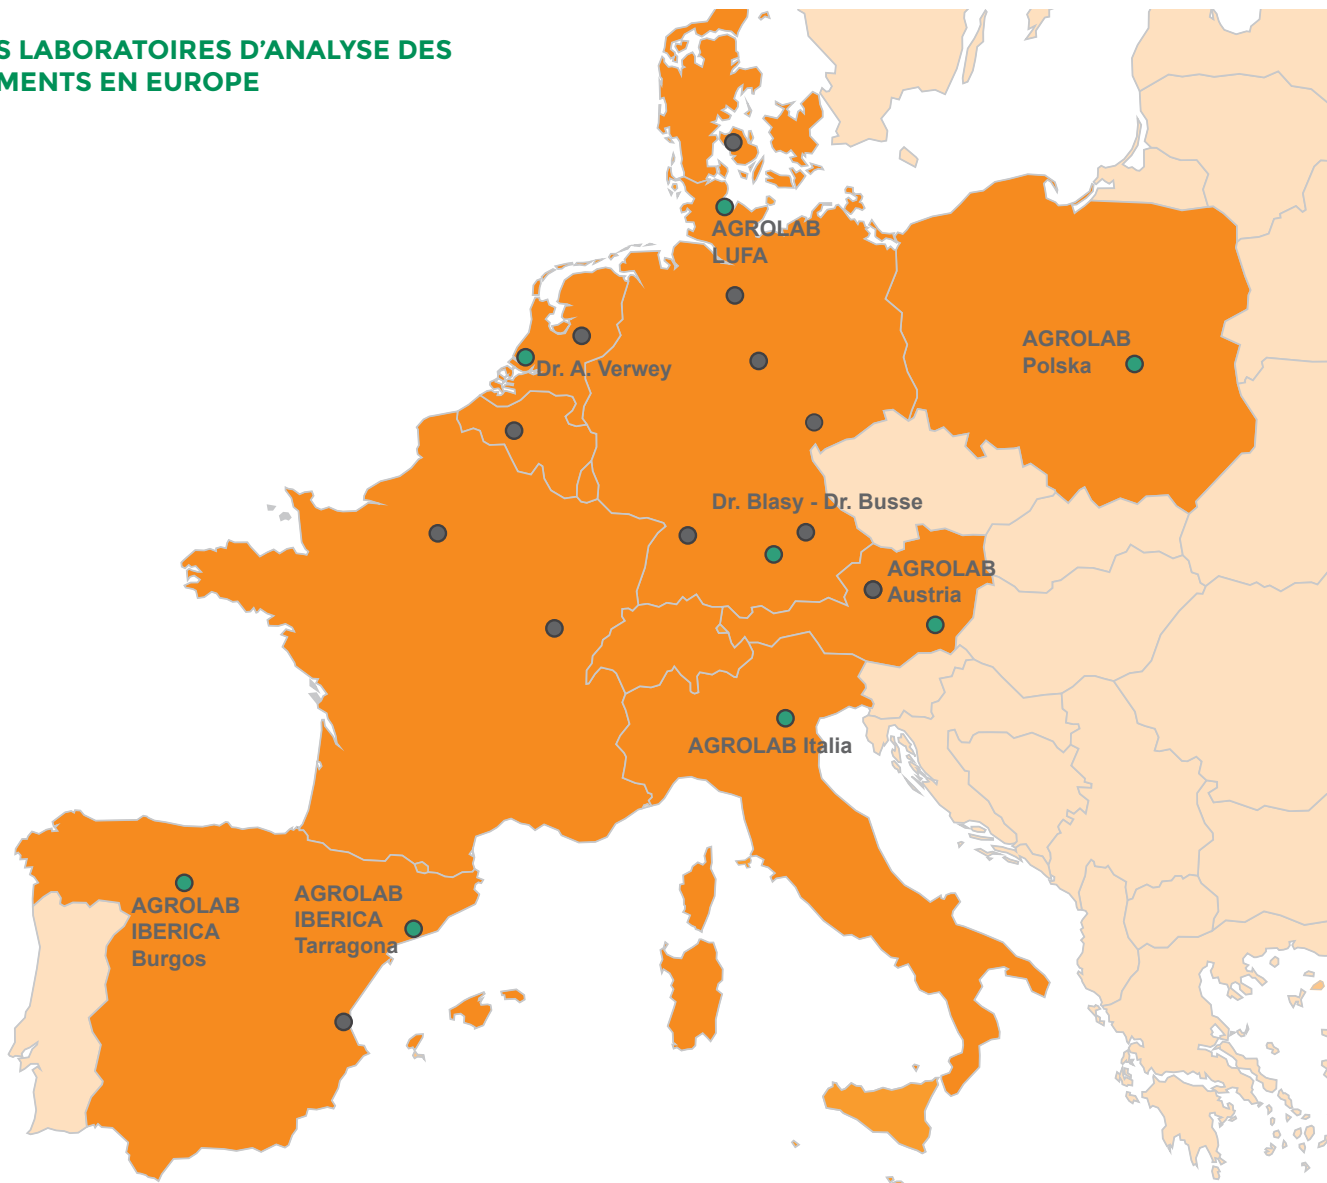 S LABORATOIRES D'ANALYSE DES
MENTS EN EUROPE
AGROLAB
LUFA
AGROLAB
Polska
Dr. A. Verwey
Dr. Blasy - Dr. Busse
AGROLAB
Austria
AGROLAB Italia
AGROLAB
IBERICA
Burgos
AGROLAB
IBERICA
Tarragona